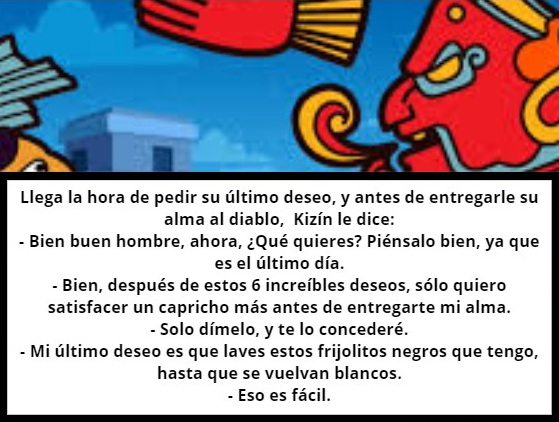 Llega la hora de pedir su último deseo, y antes de entregarle su
alma al diablo,  Kizín le dice:
- Bien buen hombre, ahora, ¿Qué quieres? Piénsalo bien, ya que
es el último día.
- Bien, después de estos 6 increíbles deseos, sólo quiero
satisfacer un capricho más antes de entregarte mi alma.
- Solo dímelo, y te lo concederé.
- Mi último deseo es que laves estos frijolitos negros que tengo,
hasta que se vuelvan blancos.
- Eso es fácil.